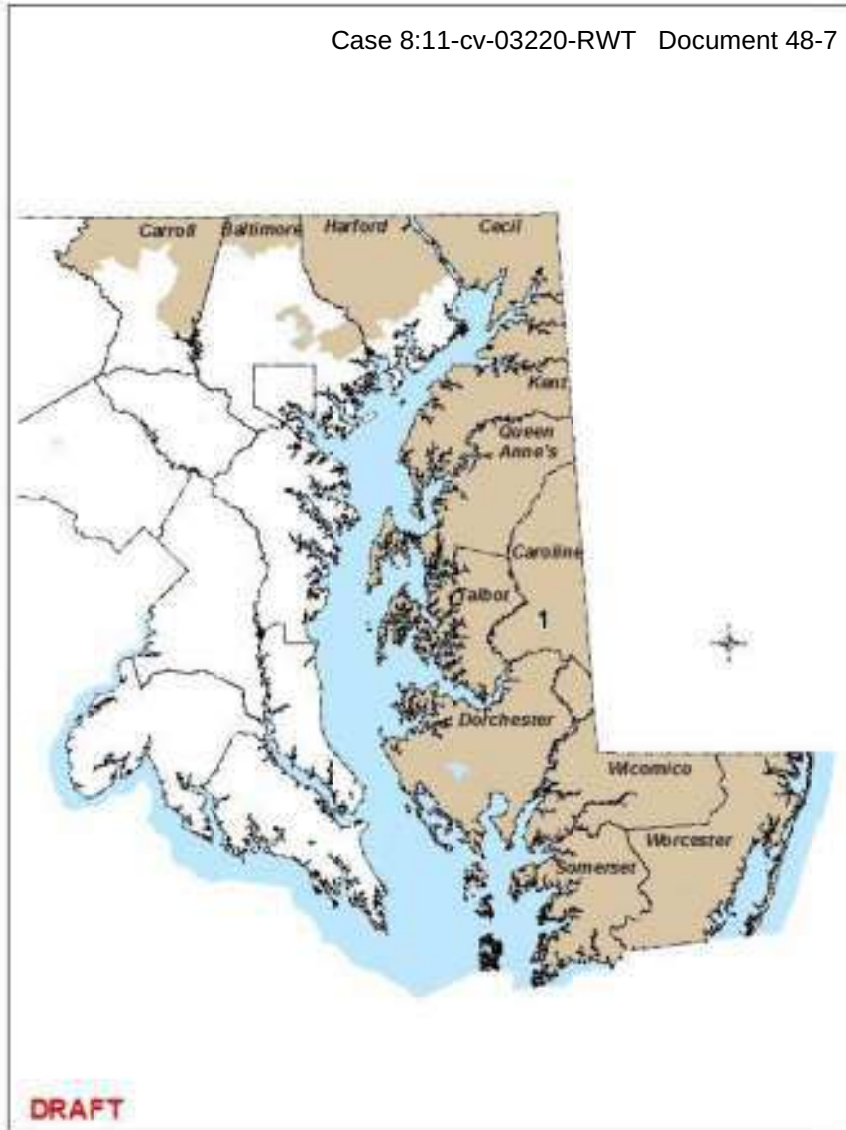 Case 8:11-cv-03220-RWT Document 48-7
Carroll
Baltimore
Harford
Cecil
Kent
Queen
Anne's
Caroline
Talbot
1
Dorchester
Wicomico
Worcester
Somerset
DRAFT